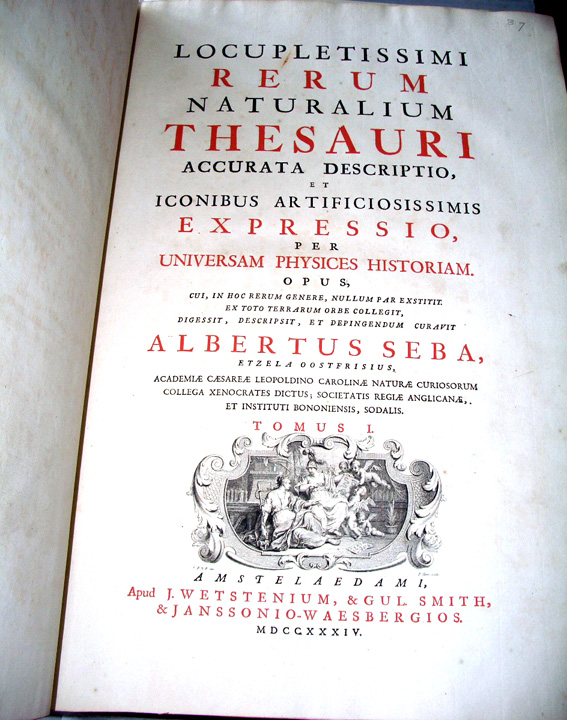 37
LOCUPLETISSIMI
RERUM
NATURALIUM
THESAURI
ACCURATA DESCRIPTIO,
ET
ICONIBUS ARTIFICIOSISSIMIS
EXPRESSIO,
PER
UNIVERSAM PHYSICES HISTORIAM.
OPUS,
CUI, IN HOC RERUM GENERE, NULLUM PAR EXSTITIT.
EX TOTO TERRARUM ORBE COLLEGIT,
DIGESSIT, DESCRIPSIT, ET DEPINGENDUM CURAVIT
ALBERTUS SEBA,
ETZELA OOSTFRISIUS,
ACADEMIÆ CÆSAREÆ LEOPOLDINO CAROLINÆ NATURÆ CURIOSORUM
COLLEGA XENOCRATES DICTUS; SOCIETATIS REGIÆ ANGLICANÆ,
ET INSTITUTI BONONIENSIS, SODALIS.
TOMUS I.
AMSTELAEDAMI,
Apud J. WETSTENIUM, & GUL. SMITH,
& JANSSONIO-WAESBERGIOS.
MDCCXXXIV.